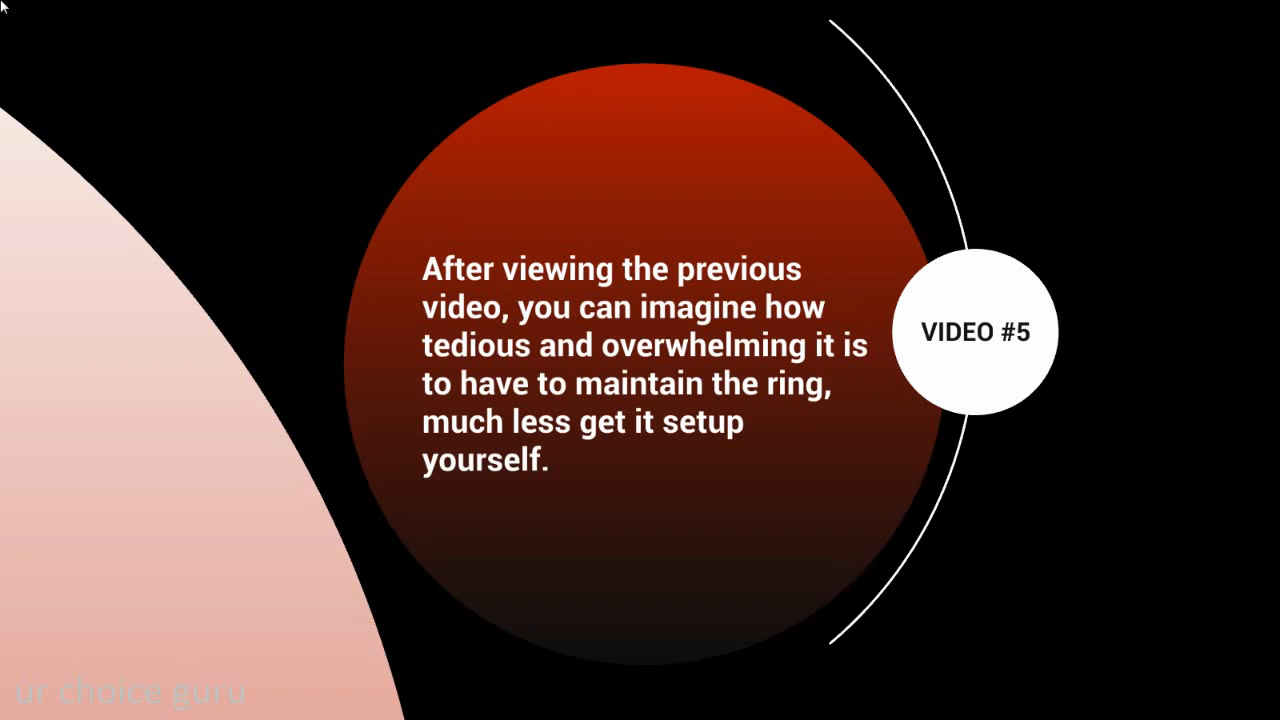 After viewing the previous
video, you can imagine how
tedious and overwhelming it is
to have to maintain the ring,
much less get it setup
yourself.
VIDEO #5
ur choice guru